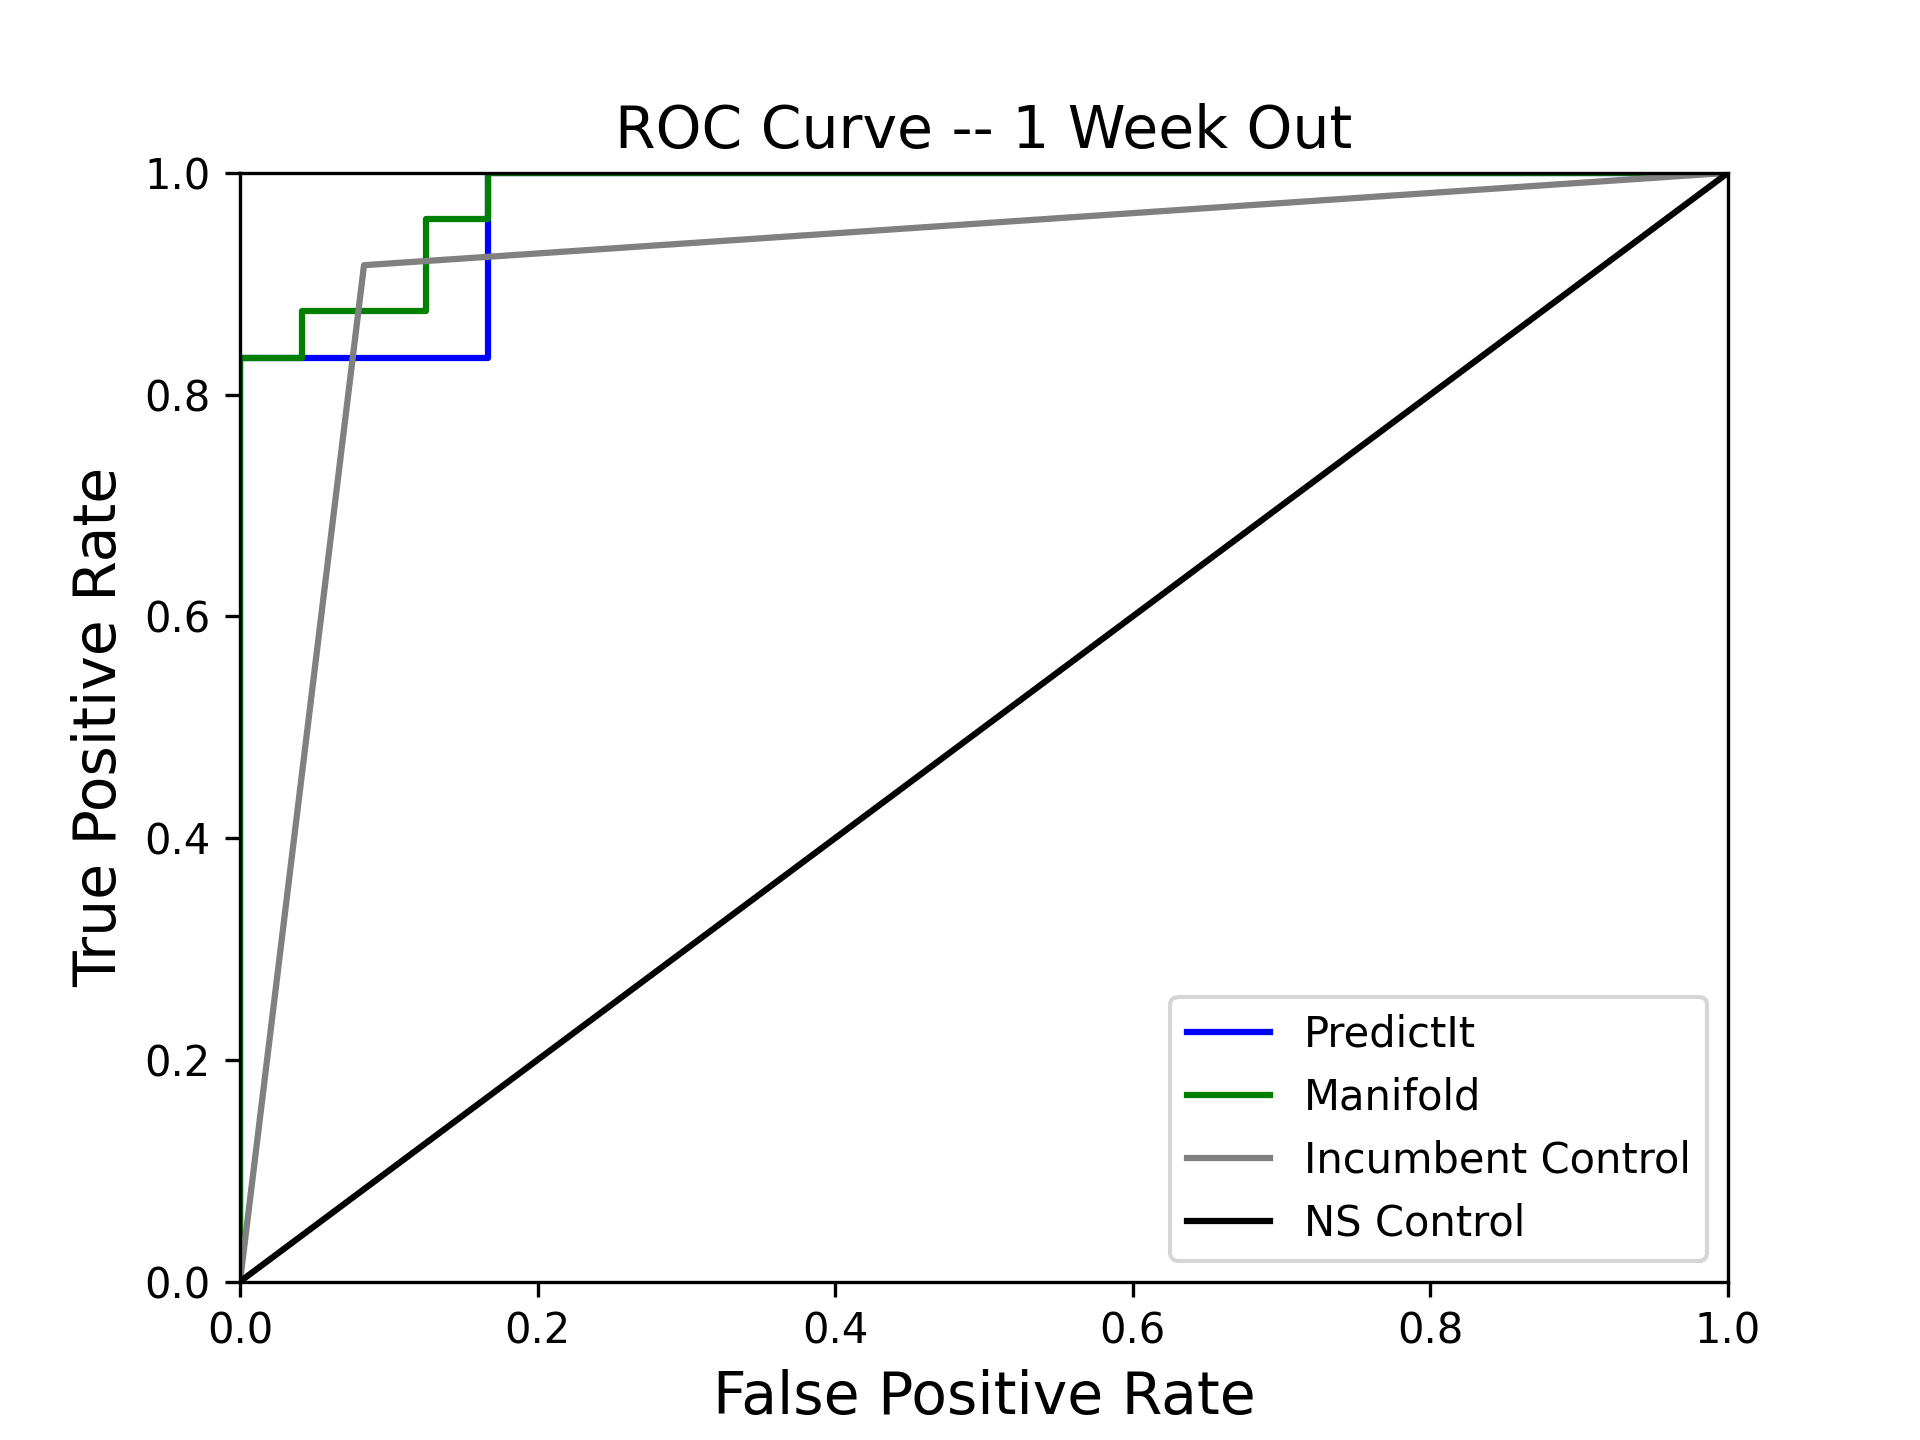 ROC Curve -- 1 Week Out
True Positive Rate
1.0
0.8
0.6
0.4
0.2
0.0
0.0 0.2 0.4 0.6 0.8 1.0
False Positive Rate
PredictIt
Manifold
Incumbent Control
NS Control